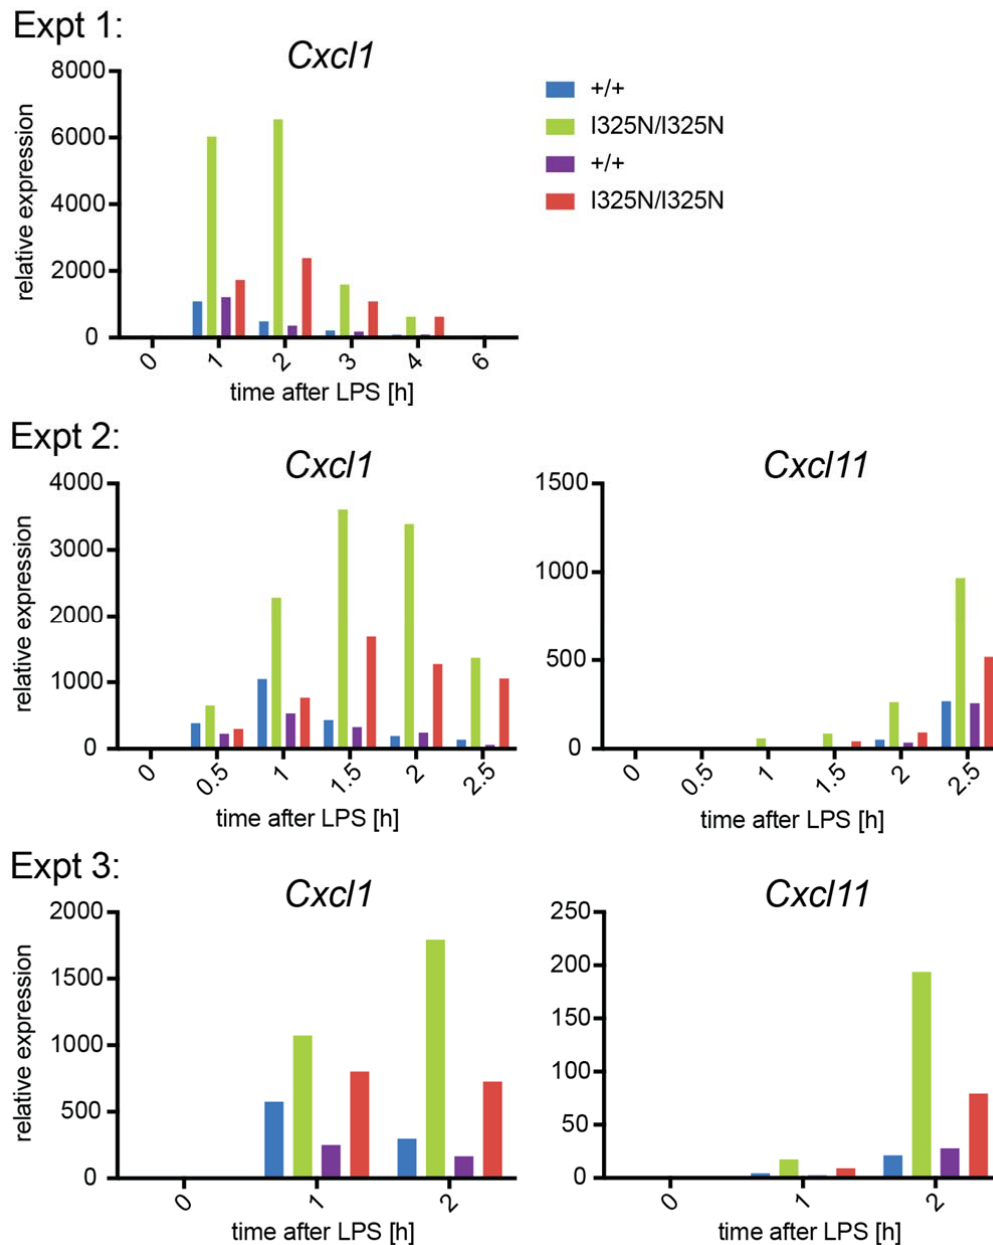 Expt 1:
Cxcl1
8000
6000
4000
2000
0
relative expression
0 1 2 3 4 6
time after LPS [h]
+/+
I325N/I325N
+/+
I325N/I325N
Expt 2:
Cxcl1
4000
3000
2000
1000
0
relative expression
0 0.5 1 1.5 2 2.5
time after LPS [h]
Cxcl11
1500
1000
500
0
0 0.5 1 1.5 2 2.5
time after LPS [h]
Expt 3:
Cxcl1
2000
1500
1000
500
0
relative expression
0 1 2
time after LPS [h]
Cxcl11
250
200
150
100
50
0
0 1 2
time after LPS [h]